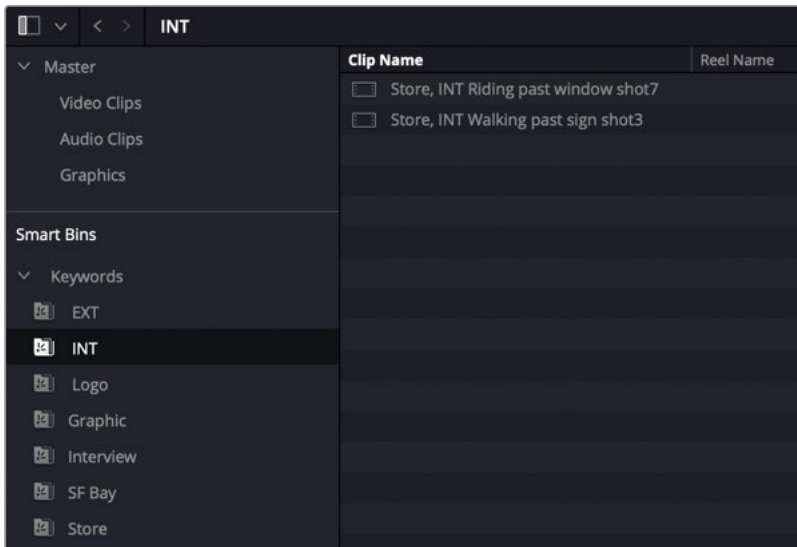 INT
Master
Video Clips
Audio Clips
Graphics
Smart Bins
Keywords
EXT
INT
Logo
Graphic
Interview
SF Bay
Store
Clip Name Reel Name
Store, INT Riding past window shot7
Store, INT Walking past sign shot3